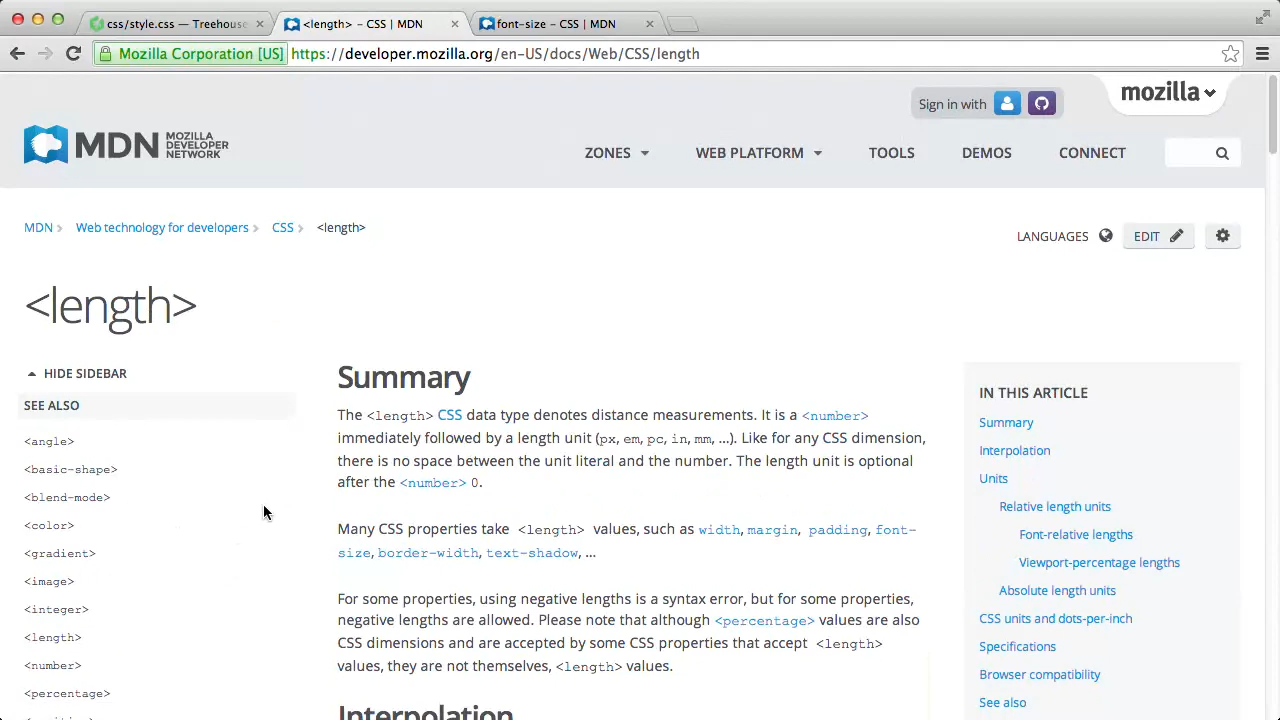 css/style.css — Treehouse
<length> – CSS | MDN
font-size – CSS | MDN
Mozilla Corporation [US] https://developer.mozilla.org/en-US/docs/Web/CSS/length
Sign in with
mozilla
MDN MOZILLA DEVELOPER NETWORK
ZONES WEB PLATFORM TOOLS DEMOS CONNECT
MDN Web technology for developers CSS <length>
LANGUAGES EDIT
<length>
HIDE SIDEBAR
SEE ALSO
<angle>
<basic-shape>
<blend-mode>
<color>
<gradient>
<image>
<integer>
<length>
<number>
<percentage>
Summary
The <length> CSS data type denotes distance measurements. It is a <number>
immediately followed by a length unit (px, em, pc, in, mm, …). Like for any CSS dimension,
there is no space between the unit literal and the number. The length unit is optional
after the <number> 0.
Many CSS properties take <length> values, such as width, margin, padding, font-
size, border-width, text-shadow, …
For some properties, using negative lengths is a syntax error, but for some properties,
negative lengths are allowed. Please note that although <percentage> values are also
CSS dimensions and are accepted by some CSS properties that accept <length>
values, they are not themselves, <length> values.
Interpolation
IN THIS ARTICLE
Summary
Interpolation
Units
Relative length units
Font-relative lengths
Viewport-percentage lengths
Absolute length units
CSS units and dots-per-inch
Specifications
Browser compatibility
See also